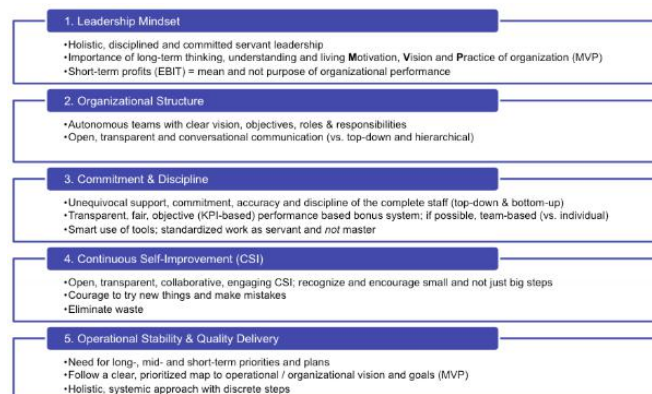 1. Leadership Mindset
•Holistic, disciplined and committed servant leadership
•Importance of long-term thinking, understanding and living Motivation, Vision and Practice of organization (MVP)
•Short-term profits (EBIT) = mean and not purpose of organizational performance
2. Organizational Structure
•Autonomous teams with clear vision, objectives, roles & responsibilities
•Open, transparent and conversational communication (vs. top-down and hierarchical)
3. Commitment & Discipline
•Unequivocal support, commitment, accuracy and discipline of the complete staff (top-down & bottom-up)
•Transparent, fair, objective (KPI-based) performance based bonus system; if possible, team-based (vs. individual)
•Smart use of tools; standardized work as servant and not master
4. Continuous Self-Improvement (CSI)
•Open, transparent, collaborative, engaging CSI; recognize and encourage small and not just big steps
•Courage to try new things and make mistakes
•Eliminate waste
5. Operational Stability & Quality Delivery
•Need for long-, mid- and short-term priorities and plans
•Follow a clear, prioritized map to operational / organizational vision and goals (MVP)
•Holistic, systemic approach with discrete steps